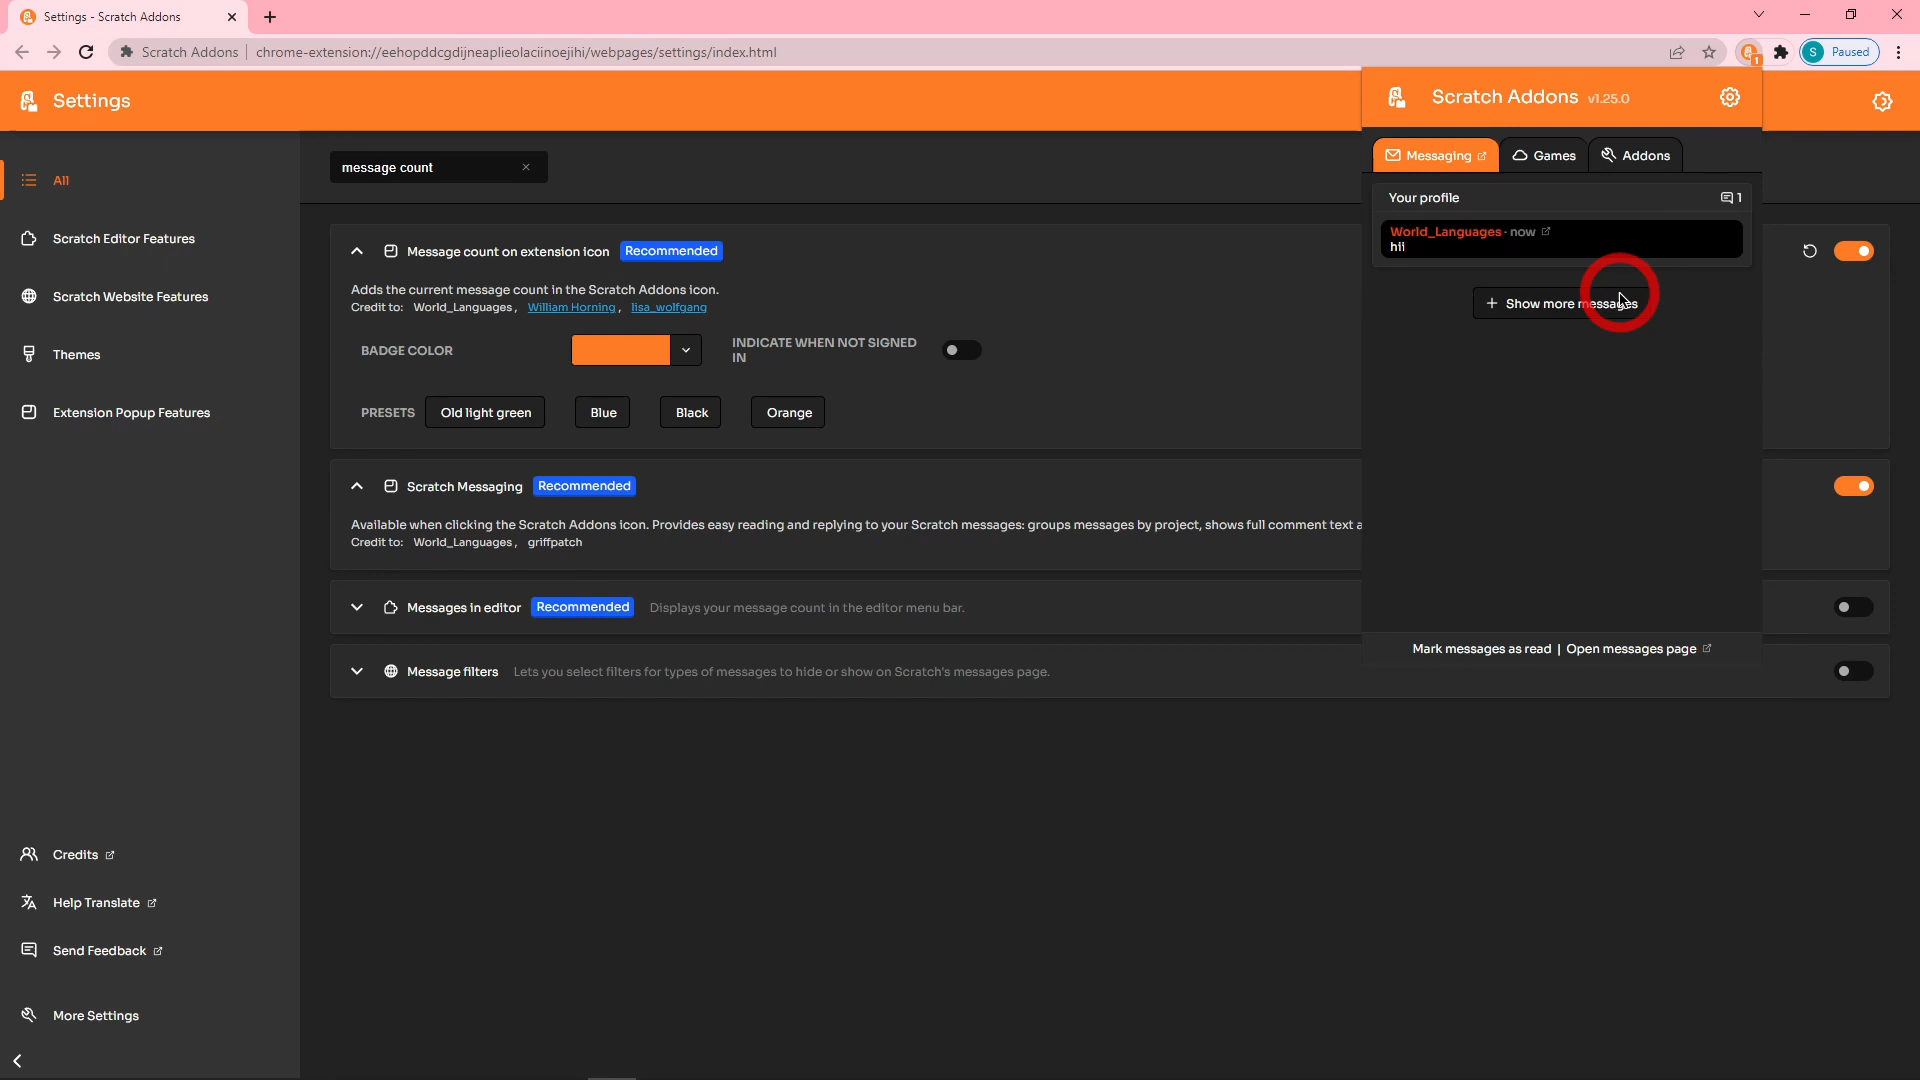 Settings - Scratch Addons
Scratch Addons
chrome-extension://eehopddcgdijneaplieolaciinoejihi/webpages/settings/index.html
1
S
Paused
Settings
Scratch Addons v1.25.0
Messaging
Games
Addons
All
Scratch Editor Features
Scratch Website Features
Themes
Extension Popup Features
Credits
Help Translate
Send Feedback
More Settings
message count
Message count on extension icon Recommended
Adds the current message count in the Scratch Addons icon.
Credit to: World_Languages, William Horning, lisa_wolfgang
BADGE COLOR
INDICATE WHEN NOT SIGNED
IN
PRESETS Old light green Blue Black Orange
Scratch Messaging Recommended
Available when clicking the Scratch Addons icon. Provides easy reading and replying to your Scratch messages: groups messages by project, shows full comment text a
Credit to: World_Languages, griffpatch
Messages in editor Recommended Displays your message count in the editor menu bar.
Message filters Lets you select filters for types of messages to hide or show on Scratch's messages page.
Your profile 1
World_Languages · now
hii
+ Show more messages
Mark messages as read | Open messages page